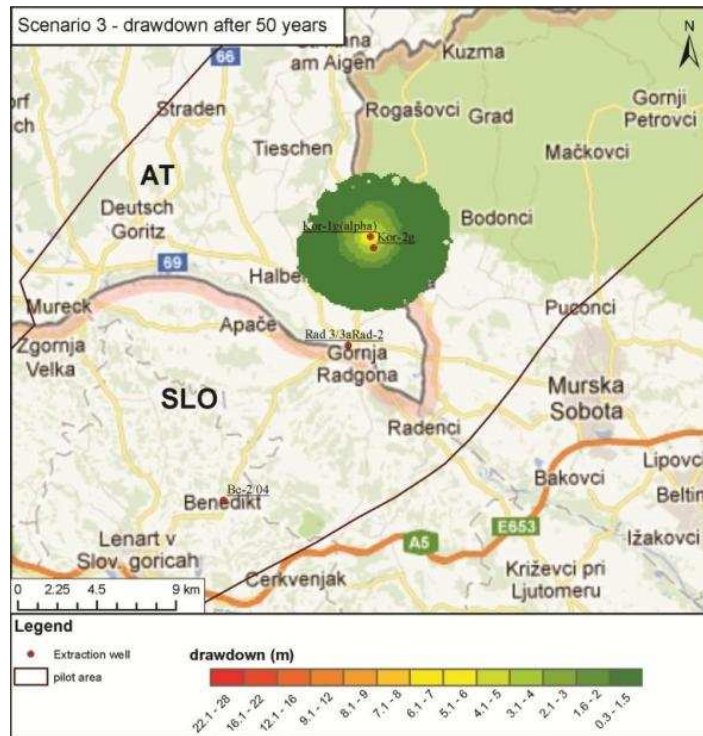 Scenario 3 - drawdown after 50 years
66
am Aigen
Kuzma
Straden
Rogašovci
Grad
Gornji
Petrovci
Tieschen
Mačkovci
AT
Deutsch
Goritz
Kor-1g(alpha)
Kor-2g
Bodonci
69
Halbe
Mureck
Apače
Puconci
Rad 3/3aRad-2
Zgornja
Velka
Gornja
Radgona
SLO
Murska
Sobota
Radenci
Lipovci
Bakovci
Beltin
Be-2/04
Benedikt
E653
Ižakovci
Lenart v
Slov. goricah
A5
Cerkvenjak
Križevci pri
Ljutomeru
0 2.25 4.5 9 km
Legend
Extraction well
pilot area
drawdown (m)
22.1 - 28
16.1 - 22
12.1 - 16
9.1 - 12
8.1 - 9
7.1 - 8
6.1 - 7
5.1 - 6
4.1 - 5
3.1 - 4
2.1 - 3
1.6 - 2
0.3 - 1.5